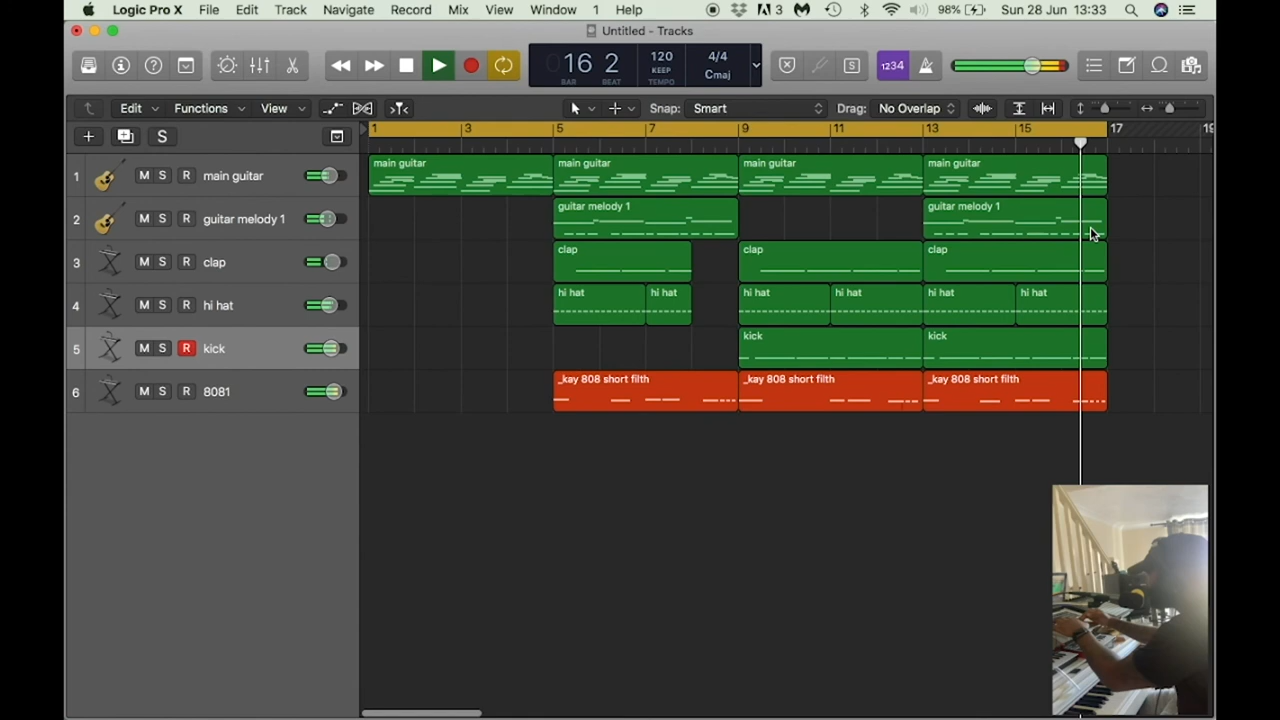 Logic Pro X File Edit Track Navigate Record Mix View Window 1 Help 3 98% Sun 28 Jun 13:33
Untitled - Tracks
16 2 120 4/4
KEEP Cmaj 1234
BAR BEAT TEMPO
Edit Functions View Snap: Smart Drag: No Overlap
S 1 3 5 7 9 11 13 15 17 19
1 M S R main guitar main guitar main guitar main guitar main guitar
2 M S R guitar melody 1 guitar melody 1 guitar melody 1
3 M S R clap clap clap clap
4 M S R hi hat hi hat hi hat hi hat hi hat hi hat hi hat
5 M S R kick kick kick
6 M S R 8081 _kay 808 short filth _kay 808 short filth _kay 808 short filth